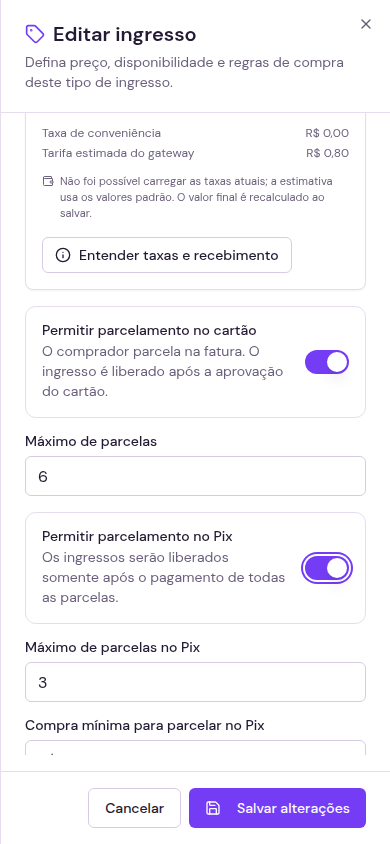 Editar ingresso
Defina preço, disponibilidade e regras de compra
deste tipo de ingresso.
Taxa de conveniência R$ 0,00
Tarifa estimada do gateway R$ 0,80
Não foi possível carregar as taxas atuais; a estimativa
usa os valores padrão. O valor final é recalculado ao
salvar.
Entender taxas e recebimento
Permitir parcelamento no cartão
O comprador parcela na fatura. O
ingresso é liberado após a aprovação
do cartão.
Máximo de parcelas
6
Permitir parcelamento no Pix
Os ingressos serão liberados
somente após o pagamento de todas
as parcelas.
Máximo de parcelas no Pix
3
Compra mínima para parcelar no Pix
Cancelar
Salvar alterações